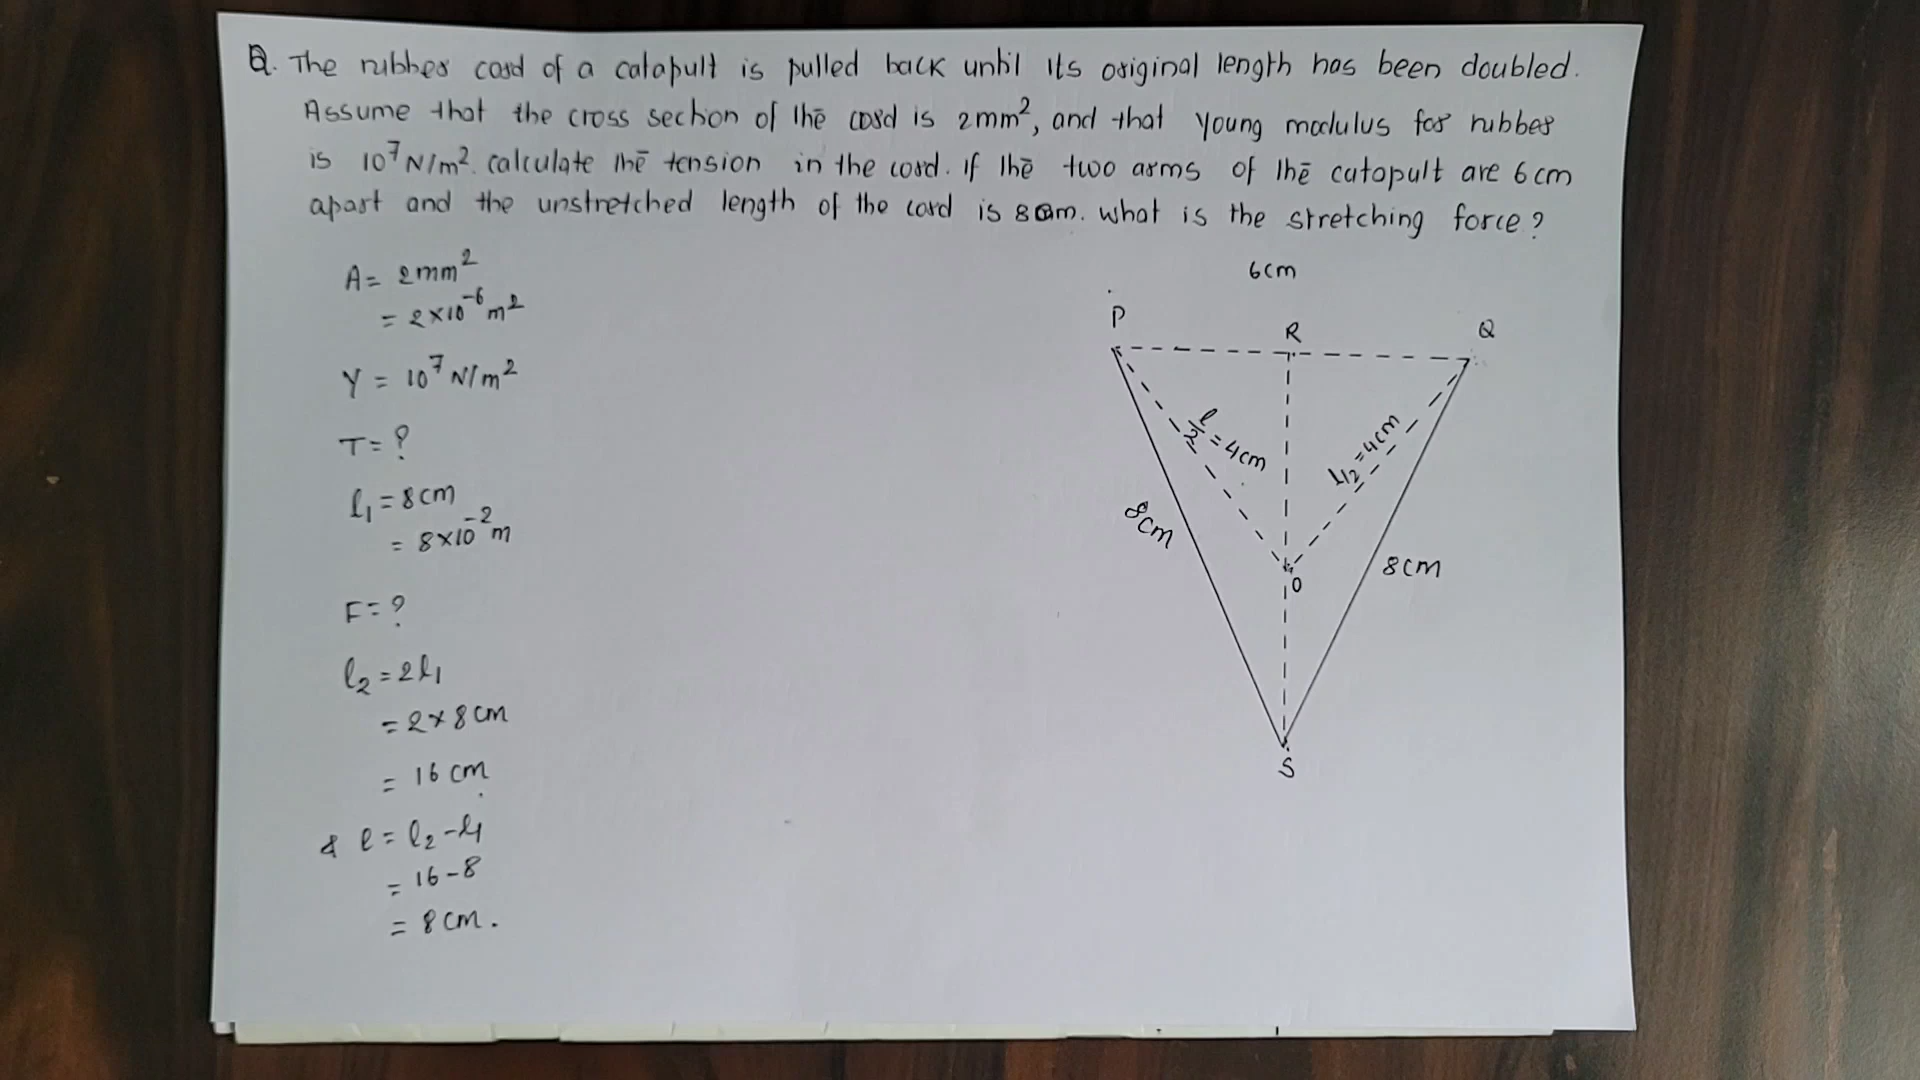 Q. The rubber cord of a catapult is pulled back until its original length has been doubled.
Assume that the cross section of the cord is 2mm², and that young modulus for rubber
is 10⁷ N/m². calculate the tension in the cord. if the two arms of the catapult are 6cm
apart and the unstretched length of the cord is 8cm. what is the stretching force?
A = 2mm²
= 2×10⁻⁶ m²
Y = 10⁷ N/m²
T = ?
l₁ = 8cm
= 8×10⁻² m
F = ?
l₂ = 2l₁
= 2×8cm
= 16 cm
& e = l₂ - l₁
= 16 - 8
= 8 cm.
6cm
P
R
Q
l/2 = 4cm
l/2 = 4cm
8cm
8cm
O
S